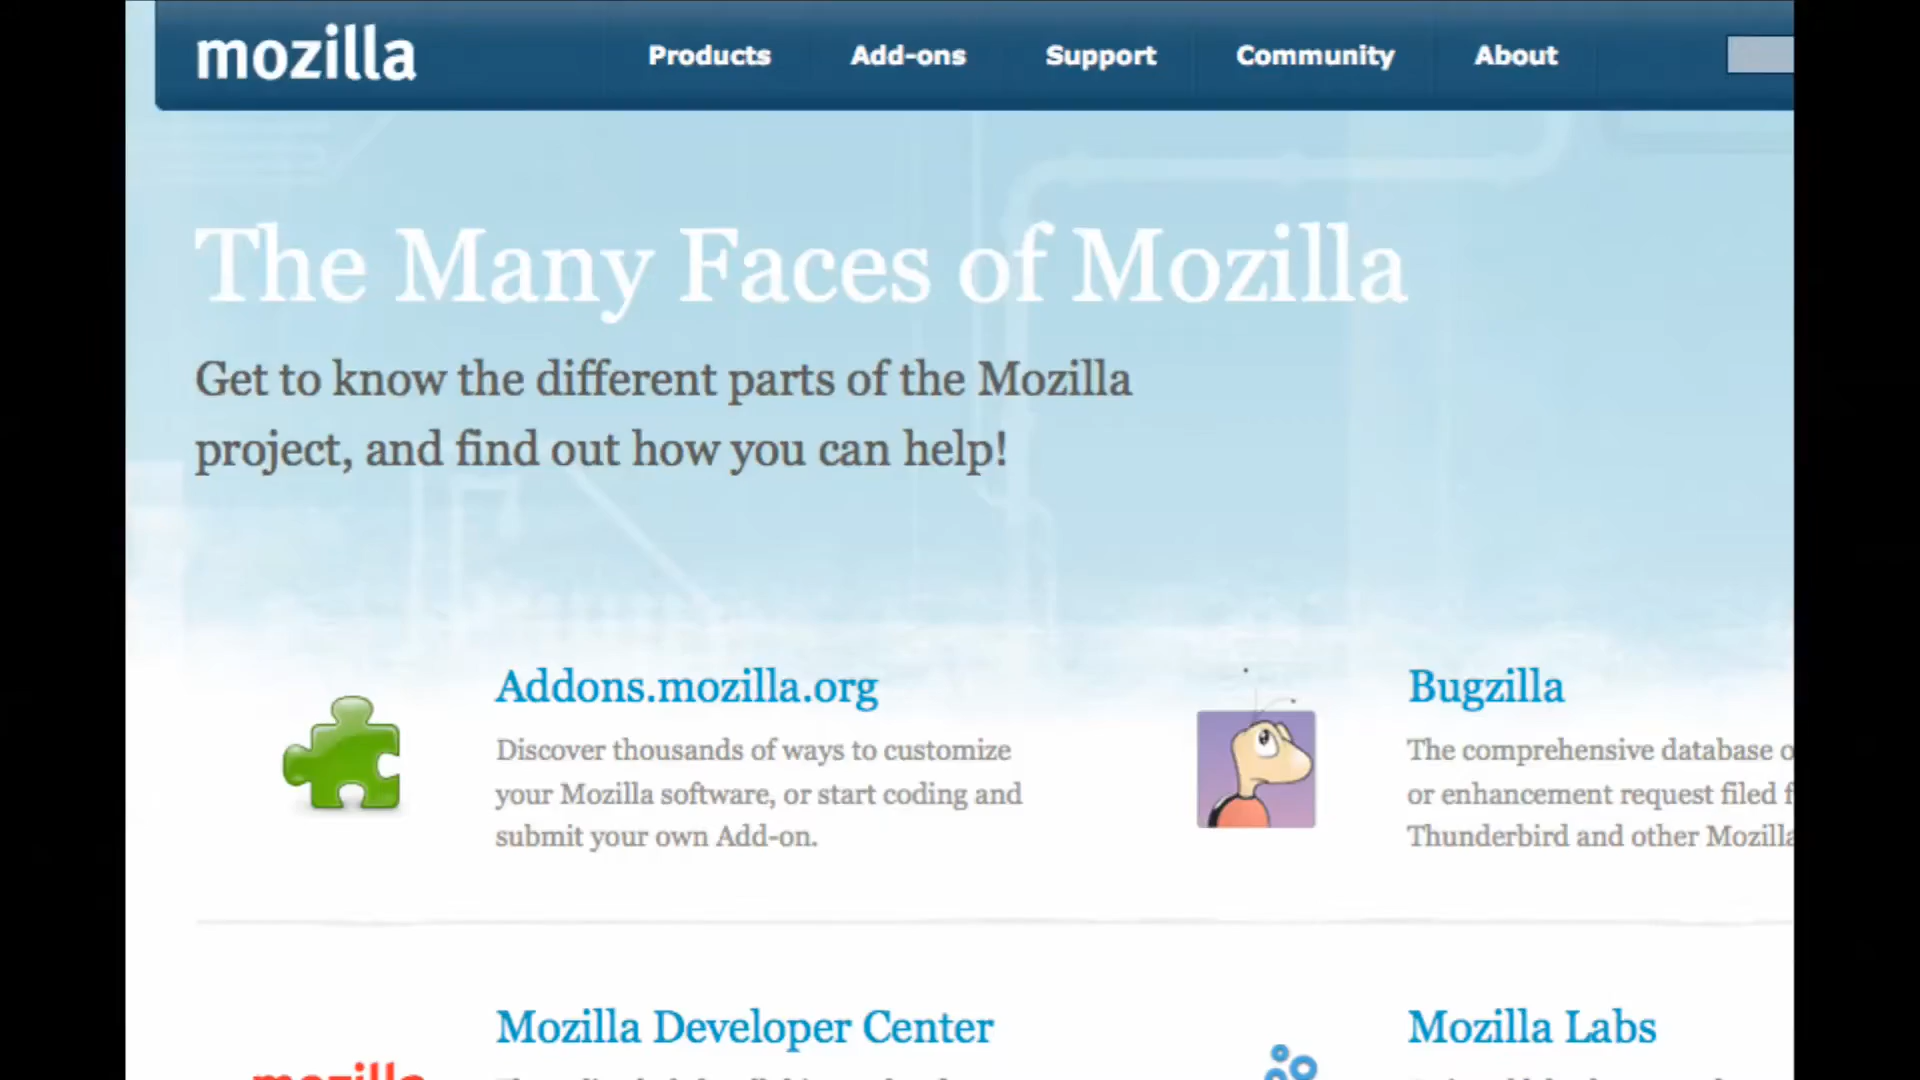 mozilla
Products Add-ons Support Community About
The Many Faces of Mozilla
Get to know the different parts of the Mozilla
project, and find out how you can help!
Addons.mozilla.org
Discover thousands of ways to customize
your Mozilla software, or start coding and
submit your own Add-on.
Bugzilla
The comprehensive database
or enhancement request filed
Thunderbird and other Mozilla
Mozilla Developer Center
mozilla
Mozilla Labs